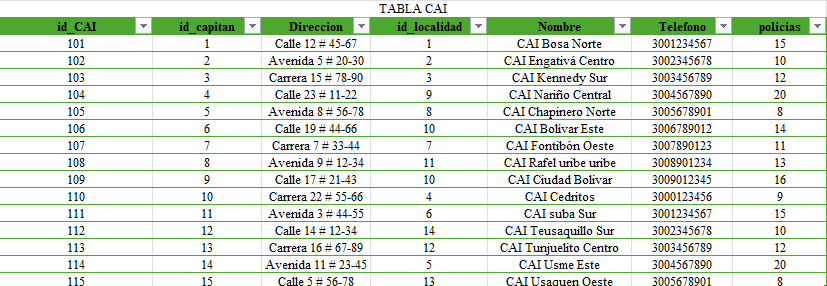 TABLA CAI
id_CAI id_capitan Direccion id_localidad Nombre Telefono policias
101 1 Calle 12 # 45-67 1 CAI Bosa Norte 3001234567 15
102 2 Avenida 5 # 20-30 2 CAI Engativá Centro 3002345678 10
103 3 Carrera 15 # 78-90 3 CAI Kennedy Sur 3003456789 12
104 4 Calle 23 # 11-22 9 CAI Nariño Central 3004567890 20
105 5 Avenida 8 # 56-78 8 CAI Chapinero Norte 3005678901 8
106 6 Calle 19 # 44-66 10 CAI Bolívar Este 3006789012 14
107 7 Carrera 7 # 33-44 7 CAI Fontibón Oeste 3007890123 11
108 8 Avenida 9 # 12-34 11 CAI Rafel uribe uribe 3008901234 13
109 9 Calle 17 # 21-43 10 CAI Ciudad Bolivar 3009012345 16
110 10 Carrera 22 # 55-66 4 CAI Cedritos 3000123456 9
111 11 Avenida 3 # 44-55 6 CAI suba Sur 3001234567 15
112 12 Calle 14 # 12-34 14 CAI Teusaquillo Sur 3002345678 10
113 13 Carrera 16 # 67-89 12 CAI Tunjuelito Centro 3003456789 12
114 14 Avenida 11 # 23-45 5 CAI Usme Este 3004567890 20
115 15 Calle 5 # 56-78 13 CAI Usaquen Oeste 3005678901 8